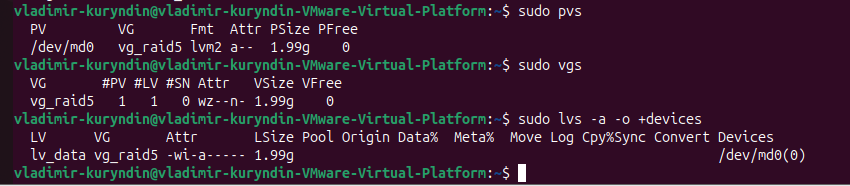 vladimir-kuryndin@vladimir-kuryndin-VMware-Virtual-Platform:~$ sudo pvs
  PV         VG       Fmt  Attr PSize PFree
  /dev/md0   vg_raid5 lvm2 a--  1.99g    0
vladimir-kuryndin@vladimir-kuryndin-VMware-Virtual-Platform:~$ sudo vgs
  VG       #PV #LV #SN Attr   VSize VFree
  vg_raid5   1   1   0 wz--n- 1.99g    0
vladimir-kuryndin@vladimir-kuryndin-VMware-Virtual-Platform:~$ sudo lvs -a -o +devices
  LV      VG       Attr       LSize Pool Origin Data%  Meta%  Move Log Cpy%Sync Convert Devices
  lv_data vg_raid5 -wi-a----- 1.99g                                                     /dev/md0(0)
vladimir-kuryndin@vladimir-kuryndin-VMware-Virtual-Platform:~$